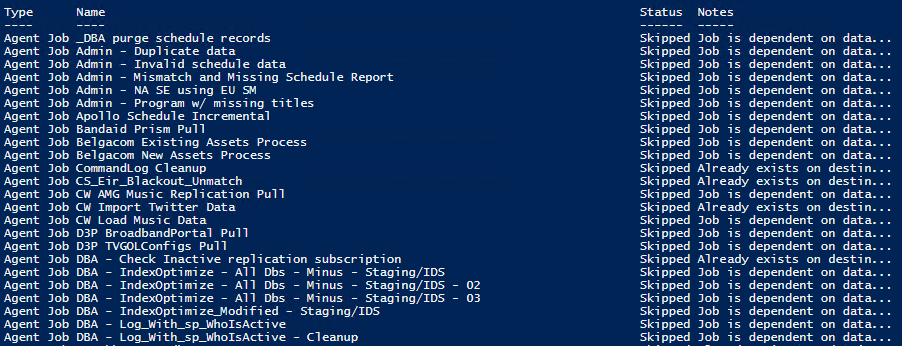 Type Name Status Notes
---- ---- ------ -----
Agent Job _DBA purge schedule records Skipped Job is dependent on data...
Agent Job Admin - Duplicate data Skipped Job is dependent on data...
Agent Job Admin - Invalid schedule data Skipped Job is dependent on data...
Agent Job Admin - Mismatch and Missing Schedule Report Skipped Job is dependent on data...
Agent Job Admin - NA SE using EU SM Skipped Job is dependent on data...
Agent Job Admin - Program w/ missing titles Skipped Job is dependent on data...
Agent Job Apollo Schedule Incremental Skipped Job is dependent on data...
Agent Job Bandaid Prism Pull Skipped Job is dependent on data...
Agent Job Belgacom Existing Assets Process Skipped Job is dependent on data...
Agent Job Belgacom New Assets Process Skipped Job is dependent on data...
Agent Job CommandLog Cleanup Skipped Already exists on destin...
Agent Job CS_Eir_Blackout_Unmatch Skipped Already exists on destin...
Agent Job CW AMG Music Replication Pull Skipped Job is dependent on data...
Agent Job CW Import Twitter Data Skipped Already exists on destin...
Agent Job CW Load Music Data Skipped Job is dependent on data...
Agent Job D3P BroadbandPortal Pull Skipped Job is dependent on data...
Agent Job D3P TVGOLConfigs Pull Skipped Job is dependent on data...
Agent Job DBA - Check Inactive replication subscription Skipped Already exists on destin...
Agent Job DBA - IndexOptimize - All Dbs - Minus - Staging/IDS Skipped Job is dependent on data...
Agent Job DBA - IndexOptimize - All Dbs - Minus - Staging/IDS - 02 Skipped Job is dependent on data...
Agent Job DBA - IndexOptimize - All Dbs - Minus - Staging/IDS - 03 Skipped Job is dependent on data...
Agent Job DBA - IndexOptimize_Modified - Staging/IDS Skipped Job is dependent on data...
Agent Job DBA - Log_With_sp_WhoIsActive Skipped Job is dependent on data...
Agent Job DBA - Log_With_sp_WhoIsActive - Cleanup Skipped Job is dependent on data...